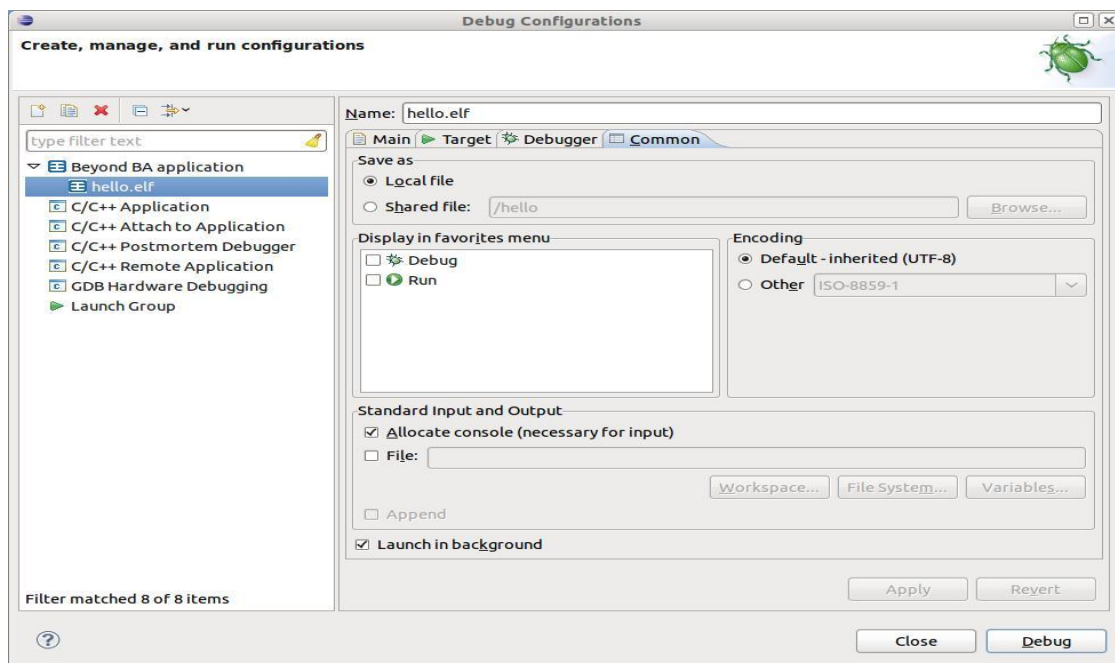 Debug Configurations
Create, manage, and run configurations
type filter text
Beyond BA application
hello.elf
C/C++ Application
C/C++ Attach to Application
C/C++ Postmortem Debugger
C/C++ Remote Application
GDB Hardware Debugging
Launch Group
Filter matched 8 of 8 items
Name: hello.elf
Main Target Debugger Common
Save as
Local file
Shared file: /hello Browse...
Display in favorites menu
Debug
Run
Encoding
Default - inherited (UTF-8)
Other ISO-8859-1
Standard Input and Output
Allocate console (necessary for input)
File:
Workspace... File System... Variables...
Append
Launch in background
Apply Revert
? Close Debug